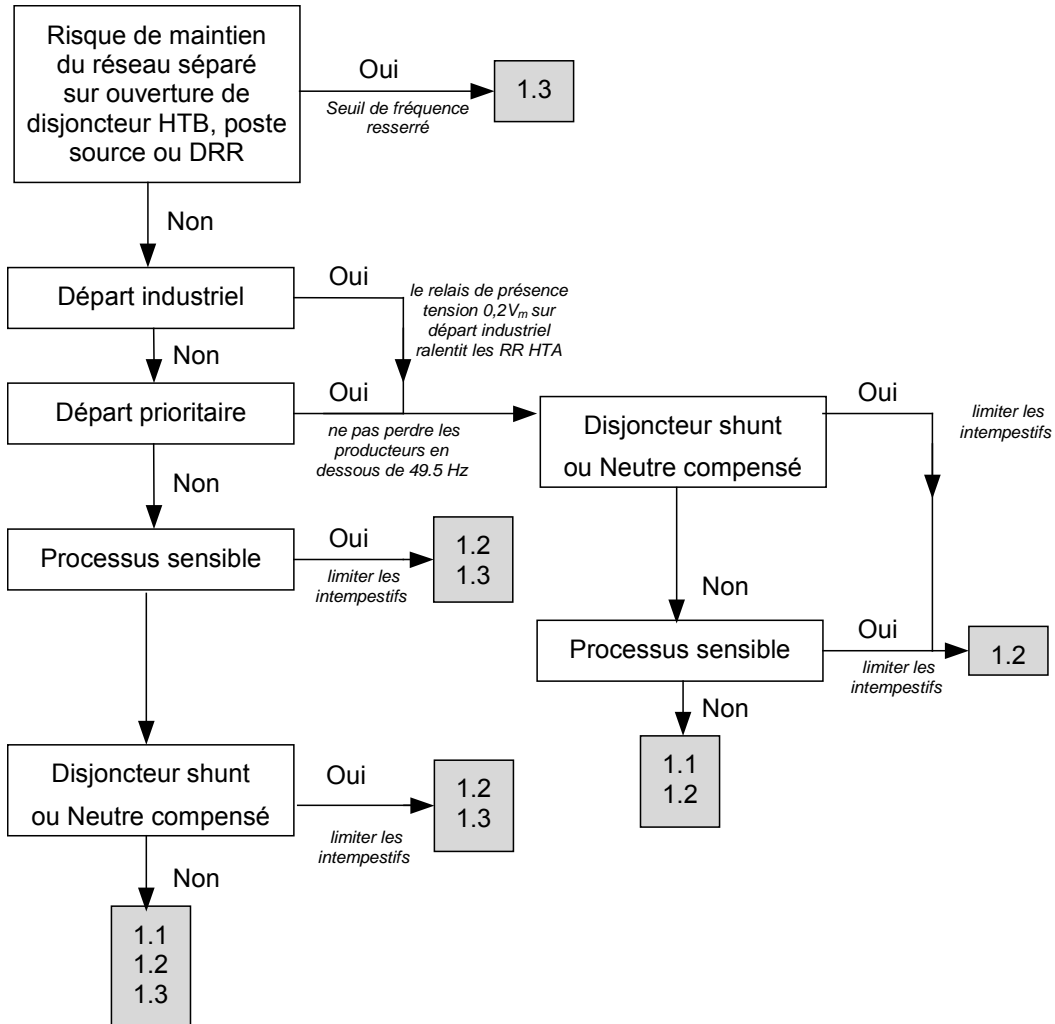 Risque de maintien
du réseau séparé
sur ouverture de
disjoncteur HTB, poste
source ou DRR
Oui
Seuil de fréquence
resserré
1.3
Non
Départ industriel
Oui
le relais de présence
tension 0,2Vm sur
départ industriel
ralentit les RR HTA
Non
Départ prioritaire
Oui
ne pas perdre les
producteurs en
dessous de 49.5 Hz
Disjoncteur shunt
ou Neutre compensé
Oui
limiter les
intempestifs
Non
Processus sensible
Oui
limiter les
intempestifs
1.2
1.3
Non
Processus sensible
Oui
limiter les
intempestifs
1.2
Non
1.1
1.2
Disjoncteur shunt
ou Neutre compensé
Oui
limiter les
intempestifs
1.2
1.3
Non
1.1
1.2
1.3